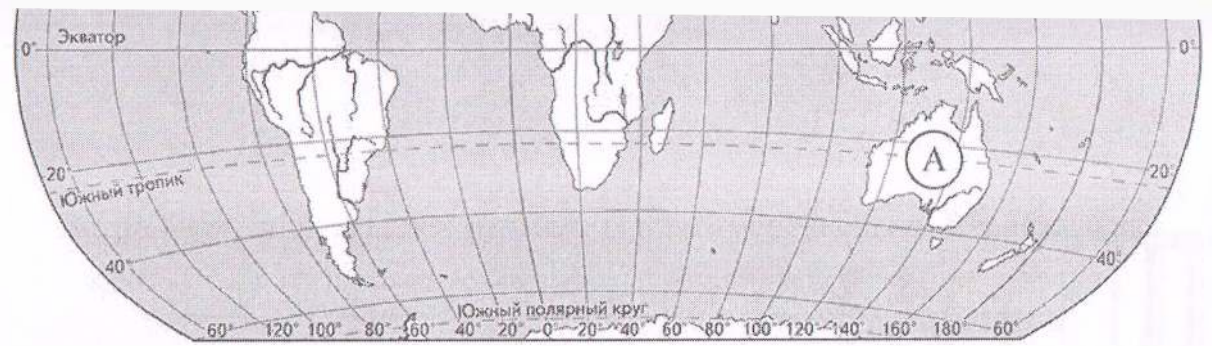 Экватор
0° 0°
А
20° 20°
Южный тропик
40° 40°
Южный полярный круг
60° 120° 100° 80° 60° 40° 20° 0 20° 40° 60° 80° 100° 120° 140° 160° 180° 60°